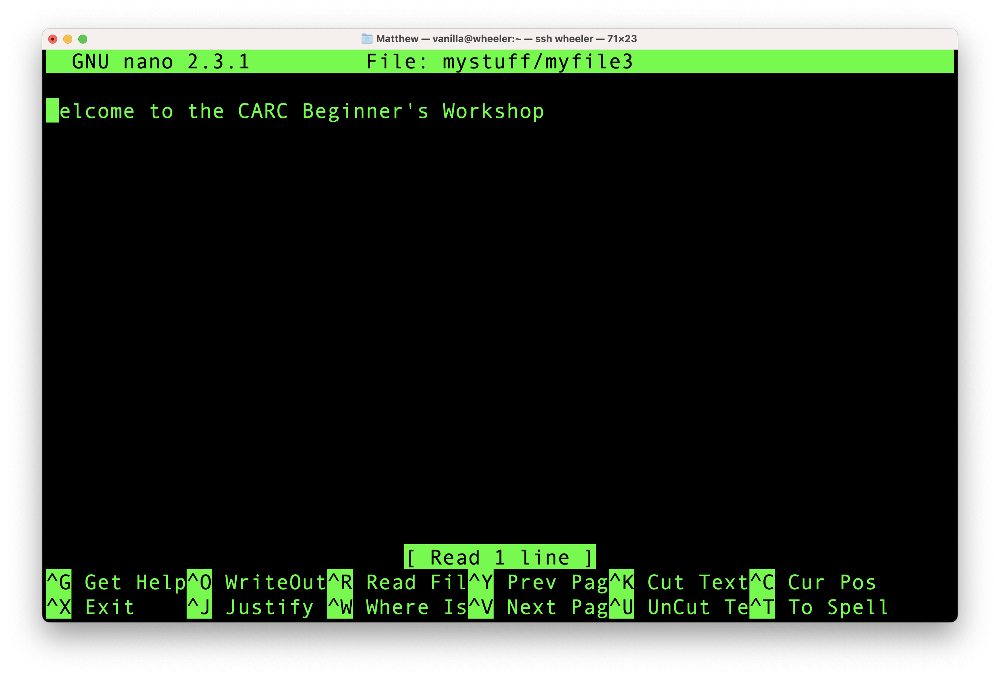 Matthew — vanilla@wheeler:~ — ssh wheeler — 71×23
GNU nano 2.3.1 File: mystuff/myfile3
elcome to the CARC Beginner's Workshop
[ Read 1 line ]
^G Get Help^O WriteOut^R Read Fil^Y Prev Pag^K Cut Text^C Cur Pos
^X Exit ^J Justify ^W Where Is^V Next Pag^U UnCut Te^T To Spell